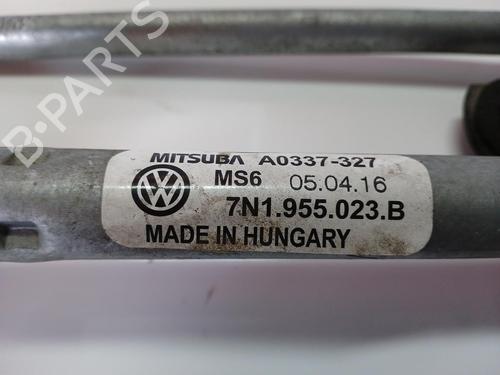 MITSUBA A0337-327
MS6 05.04.16
7N1.955.023.B
MADE IN HUNGARY
B PARTS